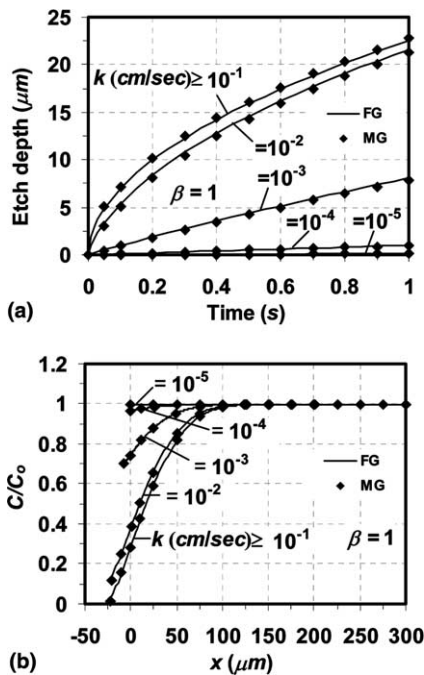 25
20
15
10
5
0
Etch depth (μm)
k (cm/sec)≥ 10⁻¹
=10⁻²
=10⁻³
=10⁻⁴
=10⁻⁵
β = 1
FG
MG
0 0.2 0.4 0.6 0.8 1
(a)
Time (s)
1.2
1
0.8
0.6
0.4
0.2
0
C/Cₒ
= 10⁻⁵
= 10⁻⁴
= 10⁻³
= 10⁻²
k (cm/sec)≥ 10⁻¹
FG
MG
β = 1
-50 0 50 100 150 200 250 300
(b)
x (μm)